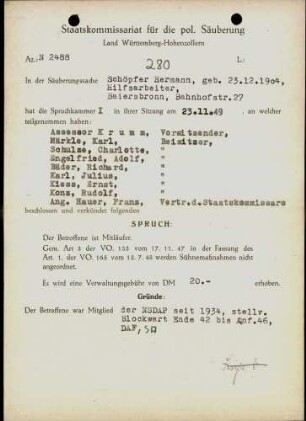 Staatskommissariat für die pol. Säuberung
Land Württemberg-Hohenzollern
Az.: N 2488 L:
280
In der Säuberungssache Schöpfer Hermann, geb. 23.12.1904,
Hilfsarbeiter,
Baiersbronn, Bahnhofstr.27
hat die Spruchkammer I in ihrer Sitzung am 23.11.49 , an welcher
teilgenommen haben:
Assessor K r u m m, Vorsitzender,
Märkle, Karl, Beisitzer,
Schulze, Charlotte, "
Engelfried, Adolf, "
Bäder, Richard, "
Karl, Julius, "
Kless, Ernst, "
Kons, Rudolf, "
Ang. Hauer, Franz, Vertr.d.Staatskommissars
beschlossen und verkündet folgenden
SPRUCH:
Der Betroffene ist Mitläufer.
Gem. Art 3 der VO. 133 vom 17. 11. 47 in der Fassung des
Art. 1 der VO. 165 vom 13. 7. 48 werden Sühnemaßnahmen nicht
angeordnet.
Es wird eine Verwaltungsgebühr von DM 20.- erhoben.
Gründe:
Der Betroffene war Mitglied der NSDAP seit 1934, stellv.
Blockwart Ende 42 bis Anf.46,
DAF,